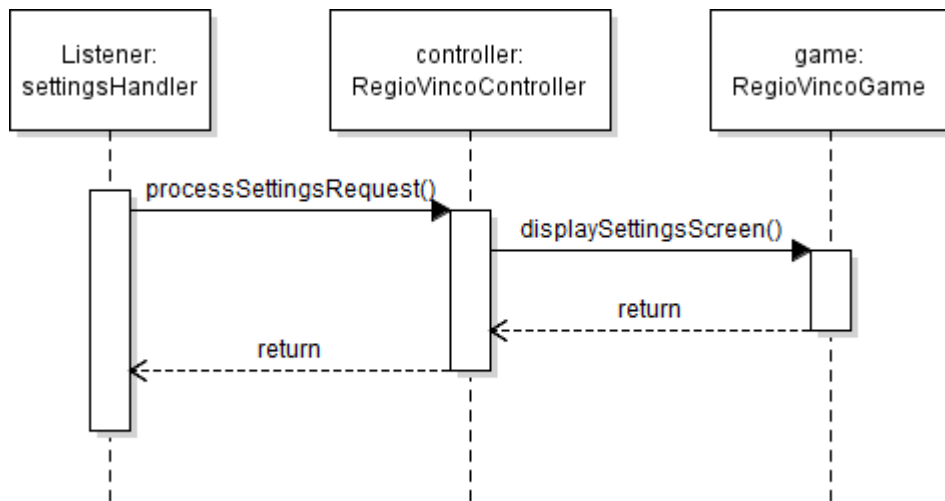 Listener:
settingsHandler
controller:
RegioVincoController
game:
RegioVincoGame
processSettingsRequest()
displaySettingsScreen()
return
return